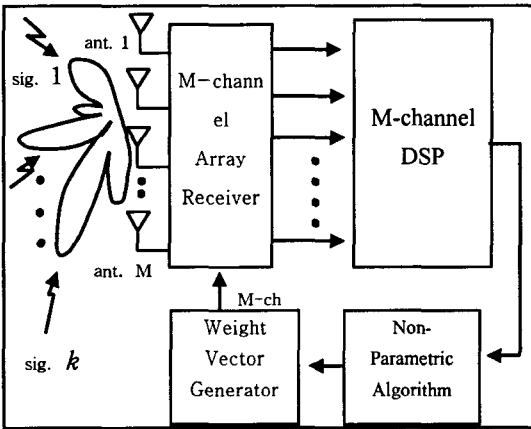 ant. 1
sig. 1
M-chann
el
Array
Receiver
M-channel
DSP
ant. M
M-ch
sig. k
Weight
Vector
Generator
Non-
Parametric
Algorithm